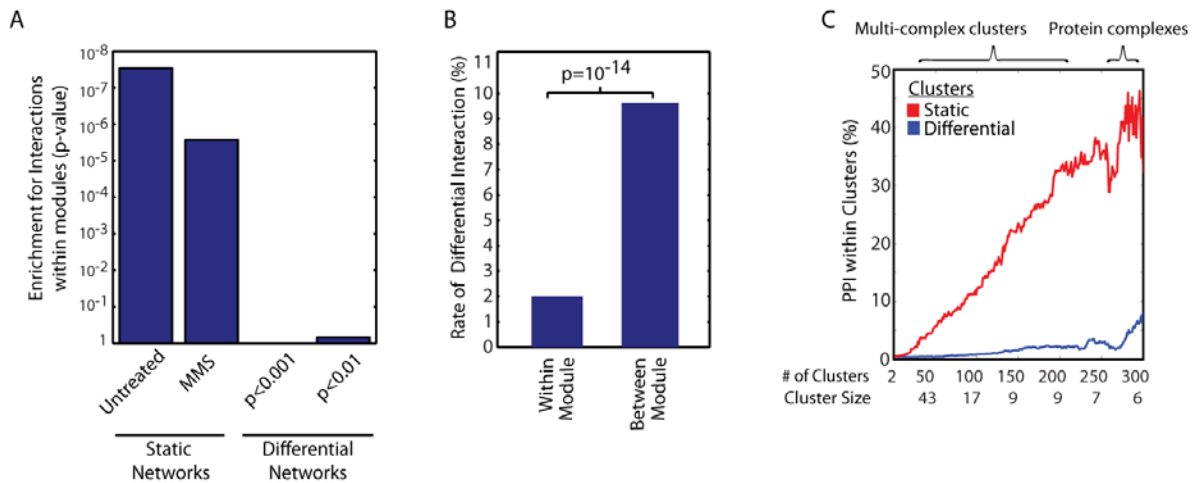 A
Enrichment for Interactions
within modules (p-value)
10-8
10-7
10-6
10-5
10-4
10-3
10-2
10-1
1
Untreated
MMS
p<0.001
p<0.01
Static
Networks
Differential
Networks
B
Rate of Differential Interaction (%)
10
9
8
7
6
5
4
3
2
1
0
p=10-14
Within
Module
Between
Module
C
Multi-complex clusters
Protein complexes
PPI within Clusters (%)
50
40
30
20
10
0
Clusters
Static
Differential
# of Clusters 2 50 100 150 200 250 300
Cluster Size 43 17 9 9 7 6